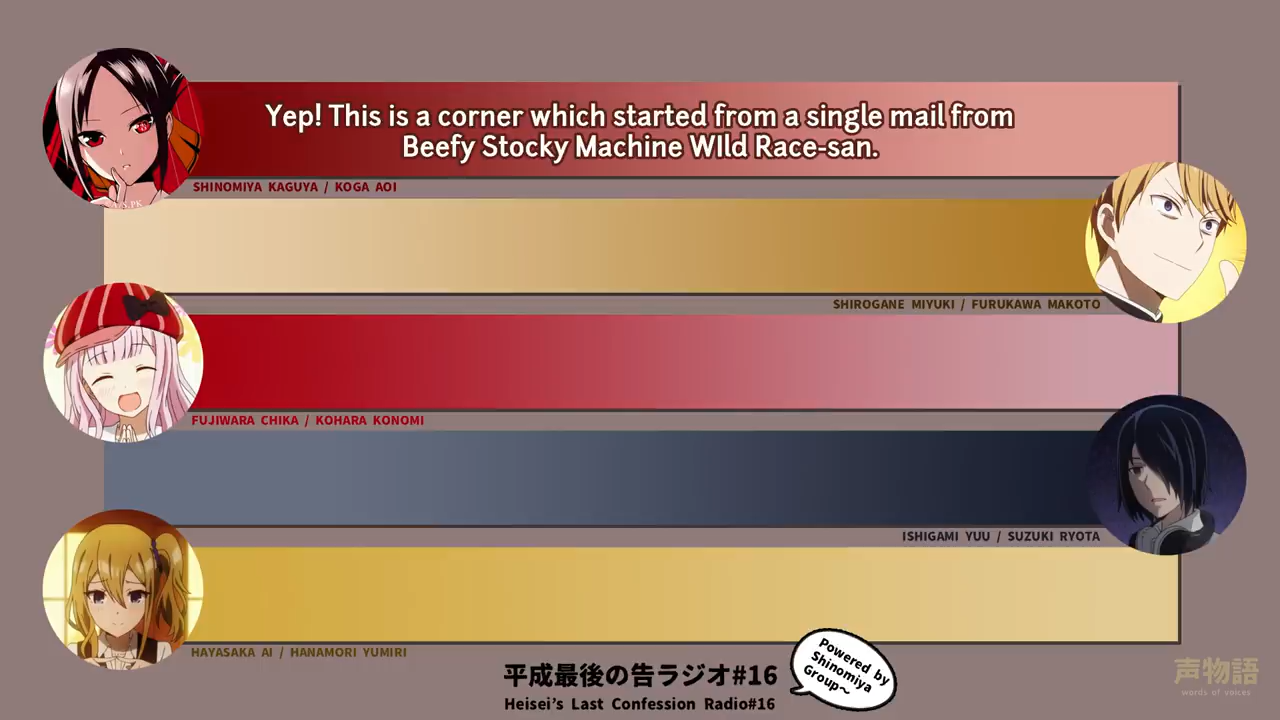 Yep! This is a corner which started from a single mail from
Beefy Stocky Machine WIld Race-san.
SHINOMIYA KAGUYA / KOGA AOI
SHIROGANE MIYUKI / FURUKAWA MAKOTO
FUJIWARA CHIKA / KOHARA KONOMI
ISHIGAMI YUU / SUZUKI RYOTA
HAYASAKA AI / HANAMORI YUMIRI
平成最後の告ラジオ#16
Heisei's Last Confession Radio#16
Powered by
Shinomiya
Group~
声物語
words of voices